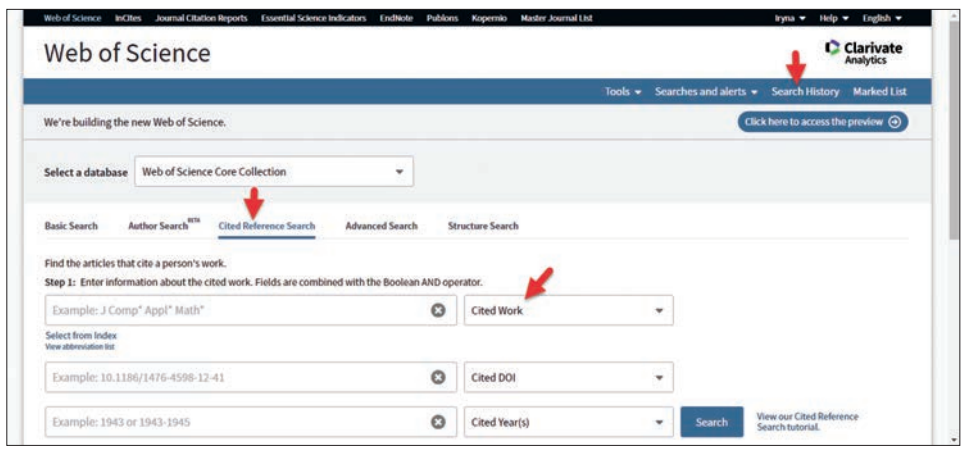 Web of Science InCites Journal Citation Reports Essential Science Indicators EndNote Publons Kopernio Master Journal List Iryna Help English
Web of Science
Clarivate
Analytics
Tools Searches and alerts Search History Marked List
We're building the new Web of Science. Click here to access the preview
Select a database Web of Science Core Collection
Basic Search Author Search BETA Cited Reference Search Advanced Search Structure Search
Find the articles that cite a person's work.
Step 1: Enter information about the cited work. Fields are combined with the Boolean AND operator.
Example: J Comp* Appl* Math* Cited Work
Select from Index
View abbreviation list
Example: 10.1186/1476-4598-12-41 Cited DOI
Example: 1943 or 1943-1945 Cited Year(s) Search View our Cited Reference
Search tutorial.